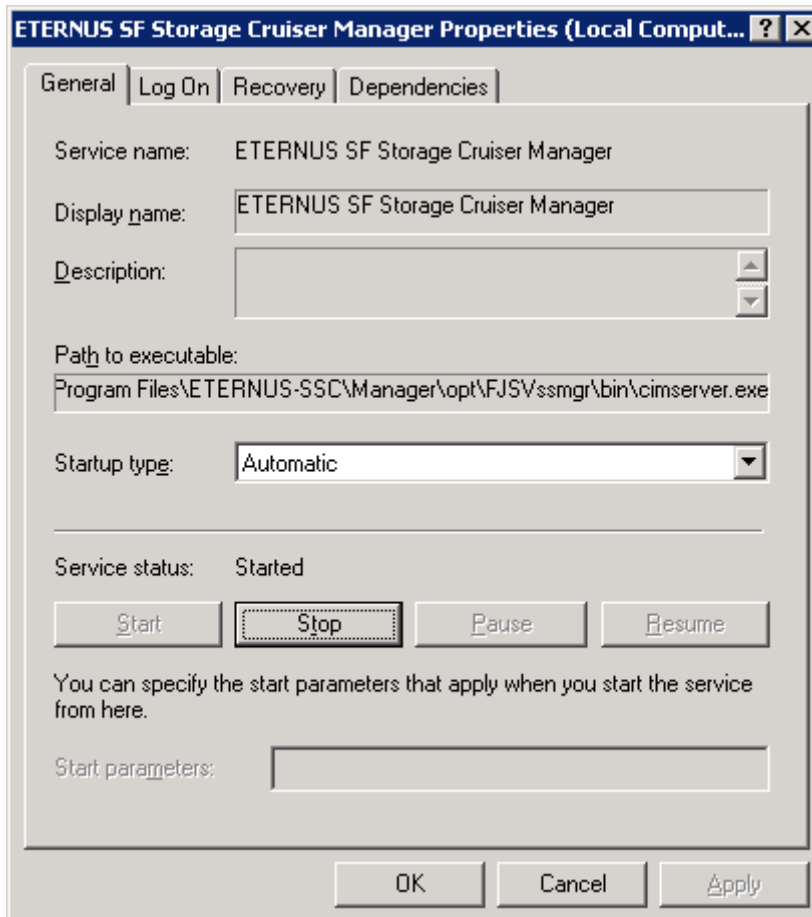 ETERNUS SF Storage Cruiser Manager Properties (Local Comput...
General Log On Recovery Dependencies
Service name: ETERNUS SF Storage Cruiser Manager
Display name: ETERNUS SF Storage Cruiser Manager
Description:
Path to executable:
Program Files\ETERNUS-SSC\Manager\opt\FJSVssmgr\bin\cimserver.exe
Startup type: Automatic
Service status: Started
Start Stop Pause Resume
You can specify the start parameters that apply when you start the service
from here.
Start parameters:
OK Cancel Apply